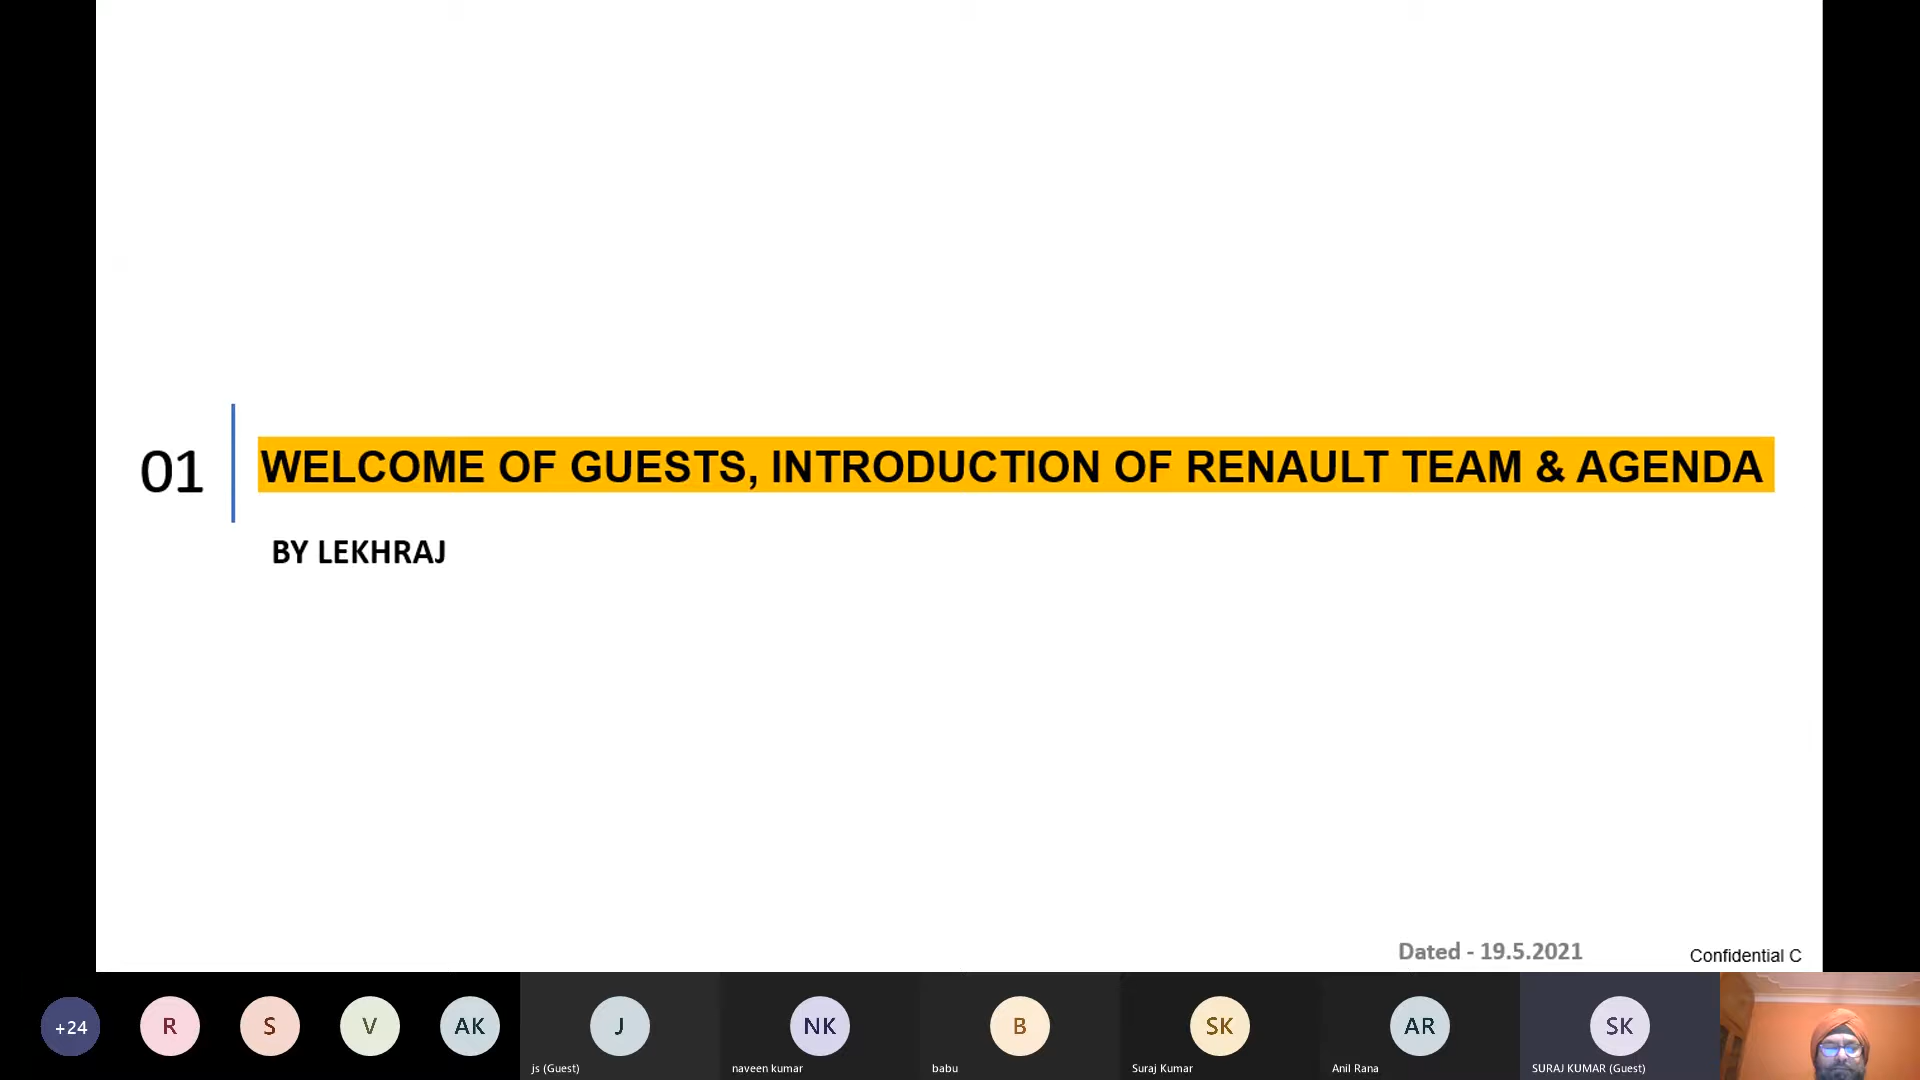 01
WELCOME OF GUESTS, INTRODUCTION OF RENAULT TEAM & AGENDA
BY LEKHRAJ
Dated - 19.5.2021
Confidential C
+24
R
S
V
AK
J
js (Guest)
NK
naveen kumar
B
babu
SK
Suraj Kumar
AR
Anil Rana
SK
SURAJ KUMAR (Guest)